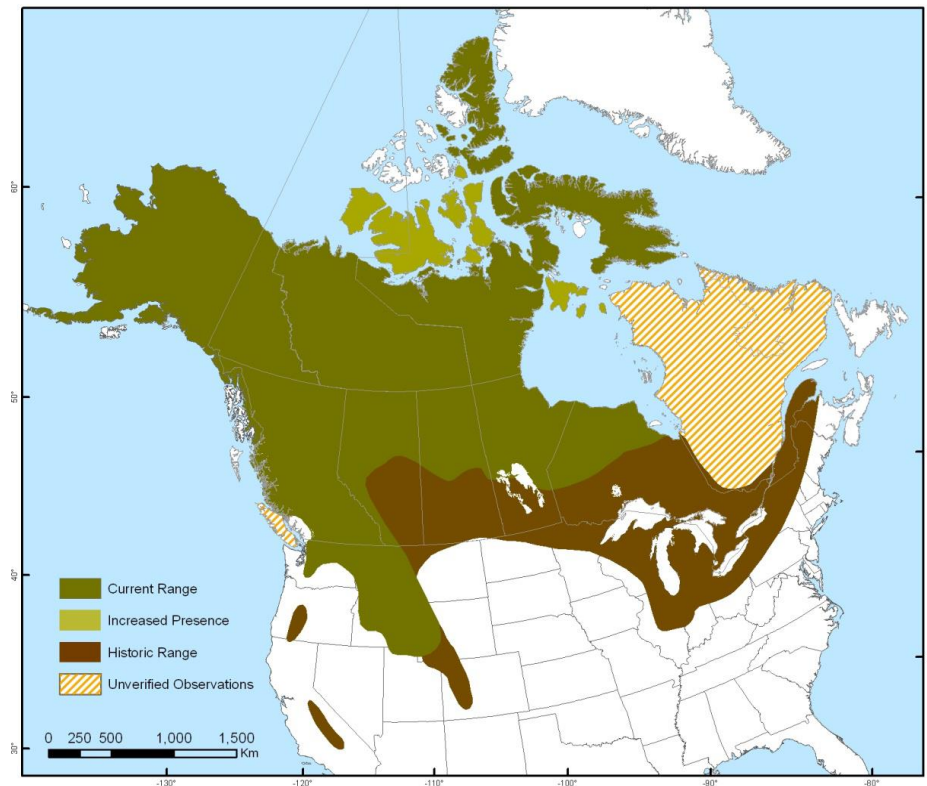 60°
50°
40°
30°
Current Range
Increased Presence
Historic Range
Unverified Observations
0 250 500 1,000 1,500
Km
-130° -120° -110° -100° -90° -80°